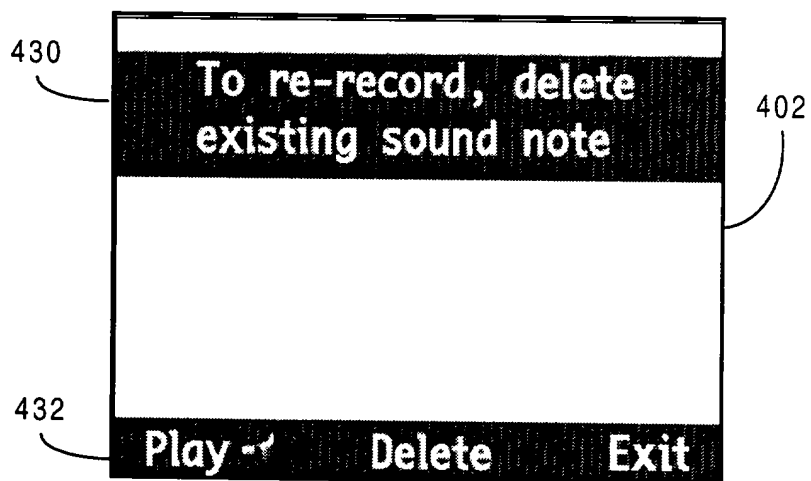 430
To re-record, delete
existing sound note
402
432
Play Delete Exit